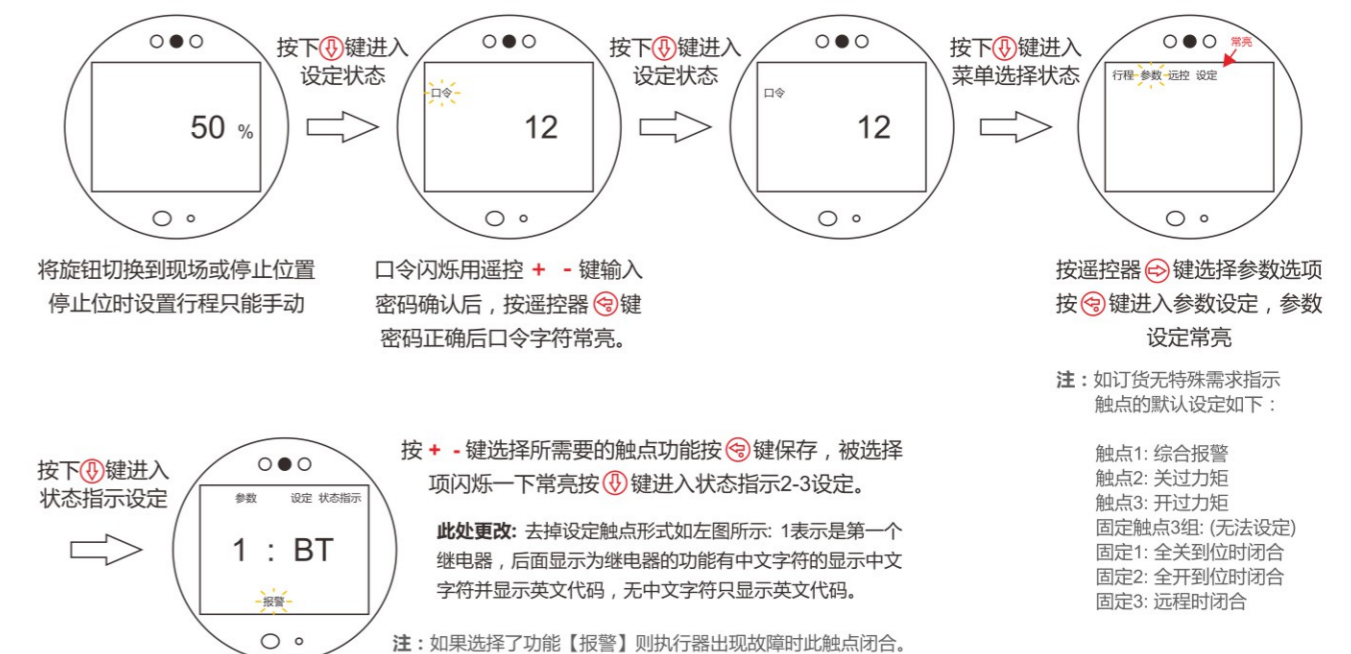 按下键进入
设定状态
按下键进入
设定状态
按下键进入
菜单选择状态
50 %
口令
12
口令
12
常亮
行程 参数 远控 设定
将旋钮切换到现场或停止位置
停止位时设置行程只能手动
口令闪烁用遥控 + - 键输入
密码确认后，按遥控器键
密码正确后口令字符常亮。
按遥控器键选择参数选项
按键进入参数设定，参数
设定常亮
注：如订货无特殊需求指示
触点的默认设定如下：
触点1: 综合报警
触点2: 关过力矩
触点3: 开过力矩
固定触点3组: (无法设定)
固定1: 全关到位时闭合
固定2: 全开到位时闭合
固定3: 远程时闭合
按下键进入
状态指示设定
参数 设定 状态指示
1 : BT
报警
按 + - 键选择所需要的触点功能按键保存，被选择
项闪烁一下常亮按键进入状态指示2-3设定。
此处更改: 去掉设定触点形式如左图所示: 1表示是第一个
继电器，后面显示为继电器的功能有中文字符的显示中文
字符并显示英文代码，无中文字符只显示英文代码。
注：如果选择了功能【报警】则执行器出现故障时此触点闭合。